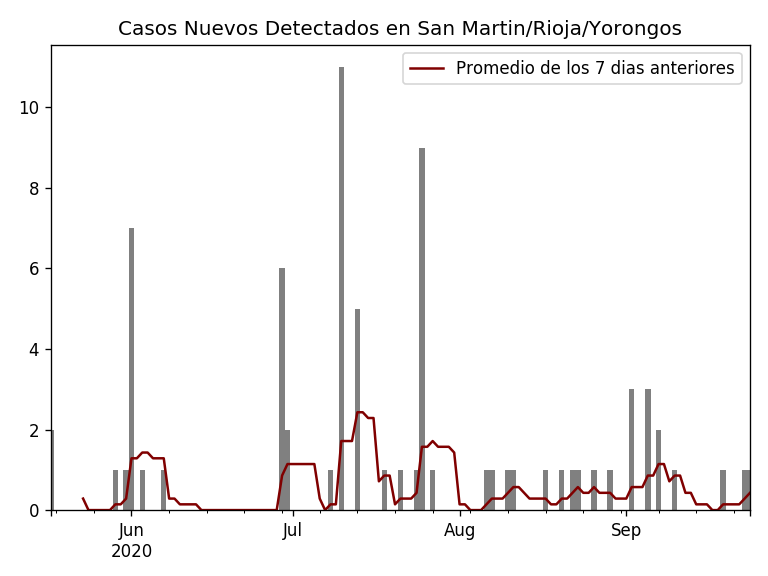 Casos Nuevos Detectados en San Martin/Rioja/Yorongos
Promedio de los 7 dias anteriores
10
8
6
4
2
0
Jun
2020
Jul
Aug
Sep